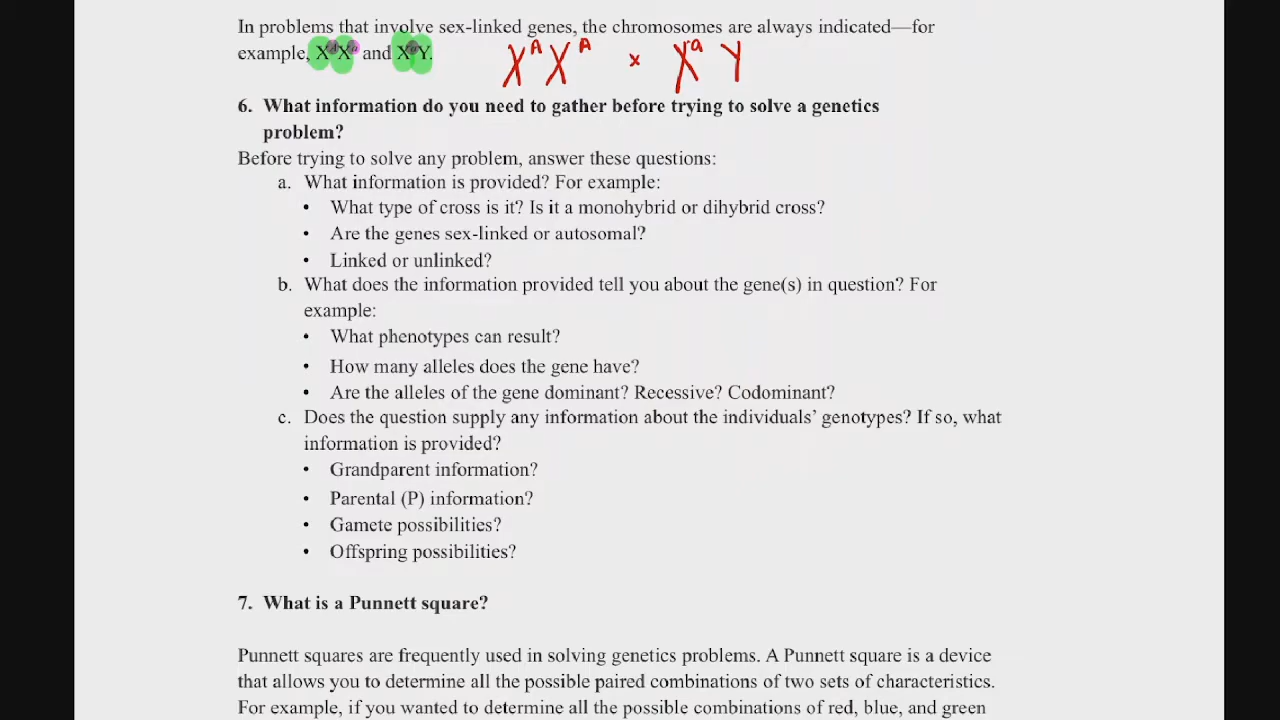 In problems that involve sex-linked genes, the chromosomes are always indicated—for
example, XᴬXᵃ and XᵃY. XᴬXᴬ x XᵃY
6. What information do you need to gather before trying to solve a genetics
problem?
Before trying to solve any problem, answer these questions:
a. What information is provided? For example:
• What type of cross is it? Is it a monohybrid or dihybrid cross?
• Are the genes sex-linked or autosomal?
• Linked or unlinked?
b. What does the information provided tell you about the gene(s) in question? For
example:
• What phenotypes can result?
• How many alleles does the gene have?
• Are the alleles of the gene dominant? Recessive? Codominant?
c. Does the question supply any information about the individuals' genotypes? If so, what
information is provided?
• Grandparent information?
• Parental (P) information?
• Gamete possibilities?
• Offspring possibilities?
7. What is a Punnett square?
Punnett squares are frequently used in solving genetics problems. A Punnett square is a device
that allows you to determine all the possible paired combinations of two sets of characteristics.
For example, if you wanted to determine all the possible combinations of red, blue, and green